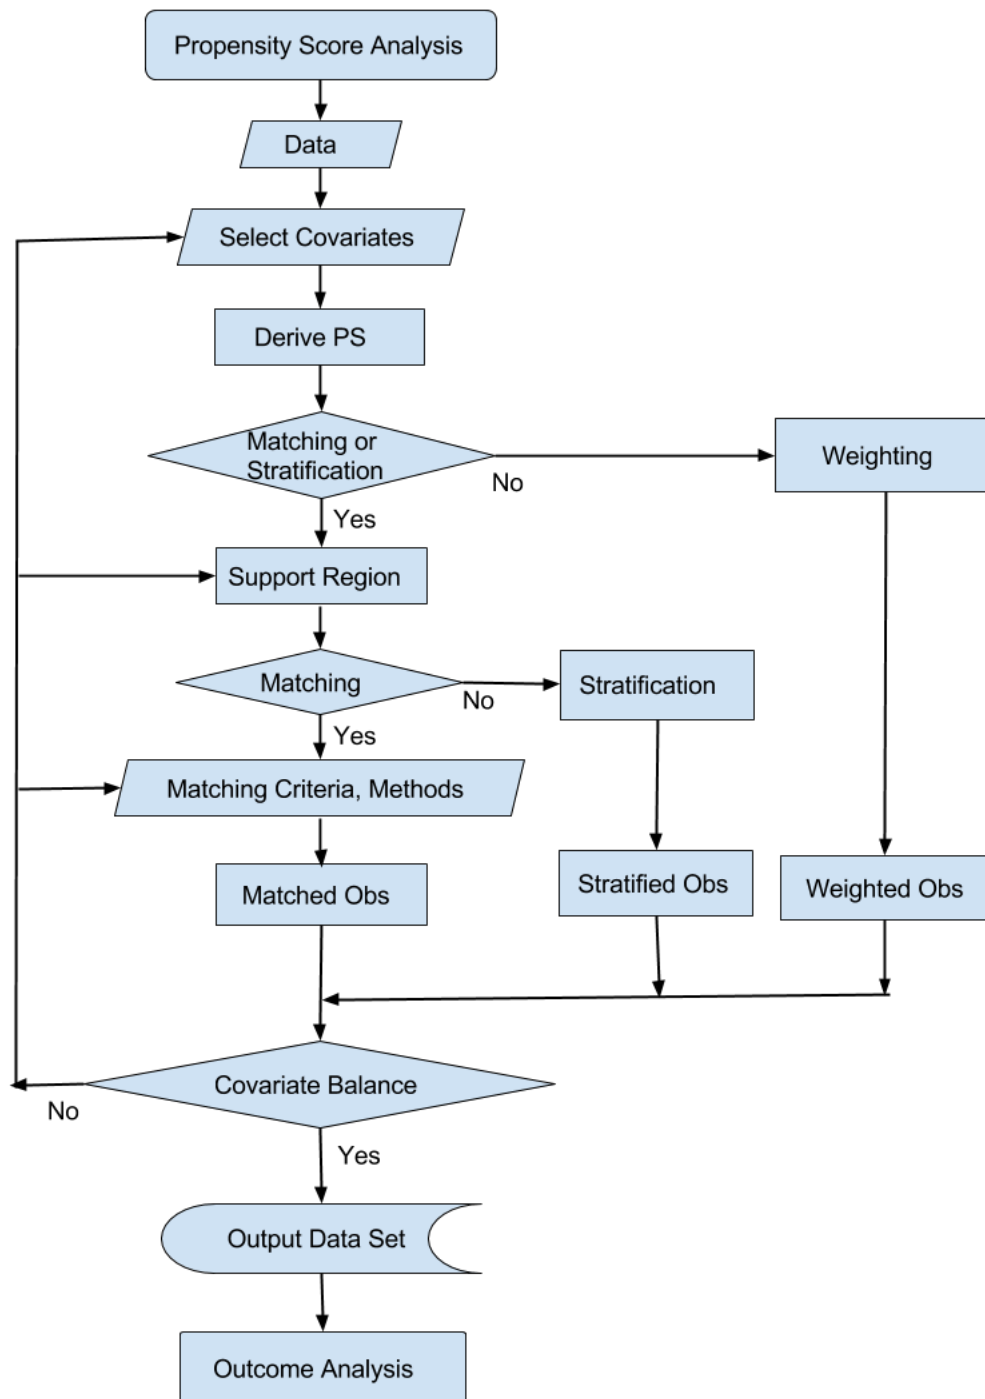 Propensity Score Analysis
Data
Select Covariates
Derive PS
Matching or
Stratification
No
Weighting
Yes
Support Region
Matching
No
Stratification
Yes
Matching Criteria, Methods
Matched Obs
Stratified Obs
Weighted Obs
Covariate Balance
No
Yes
Output Data Set
Outcome Analysis